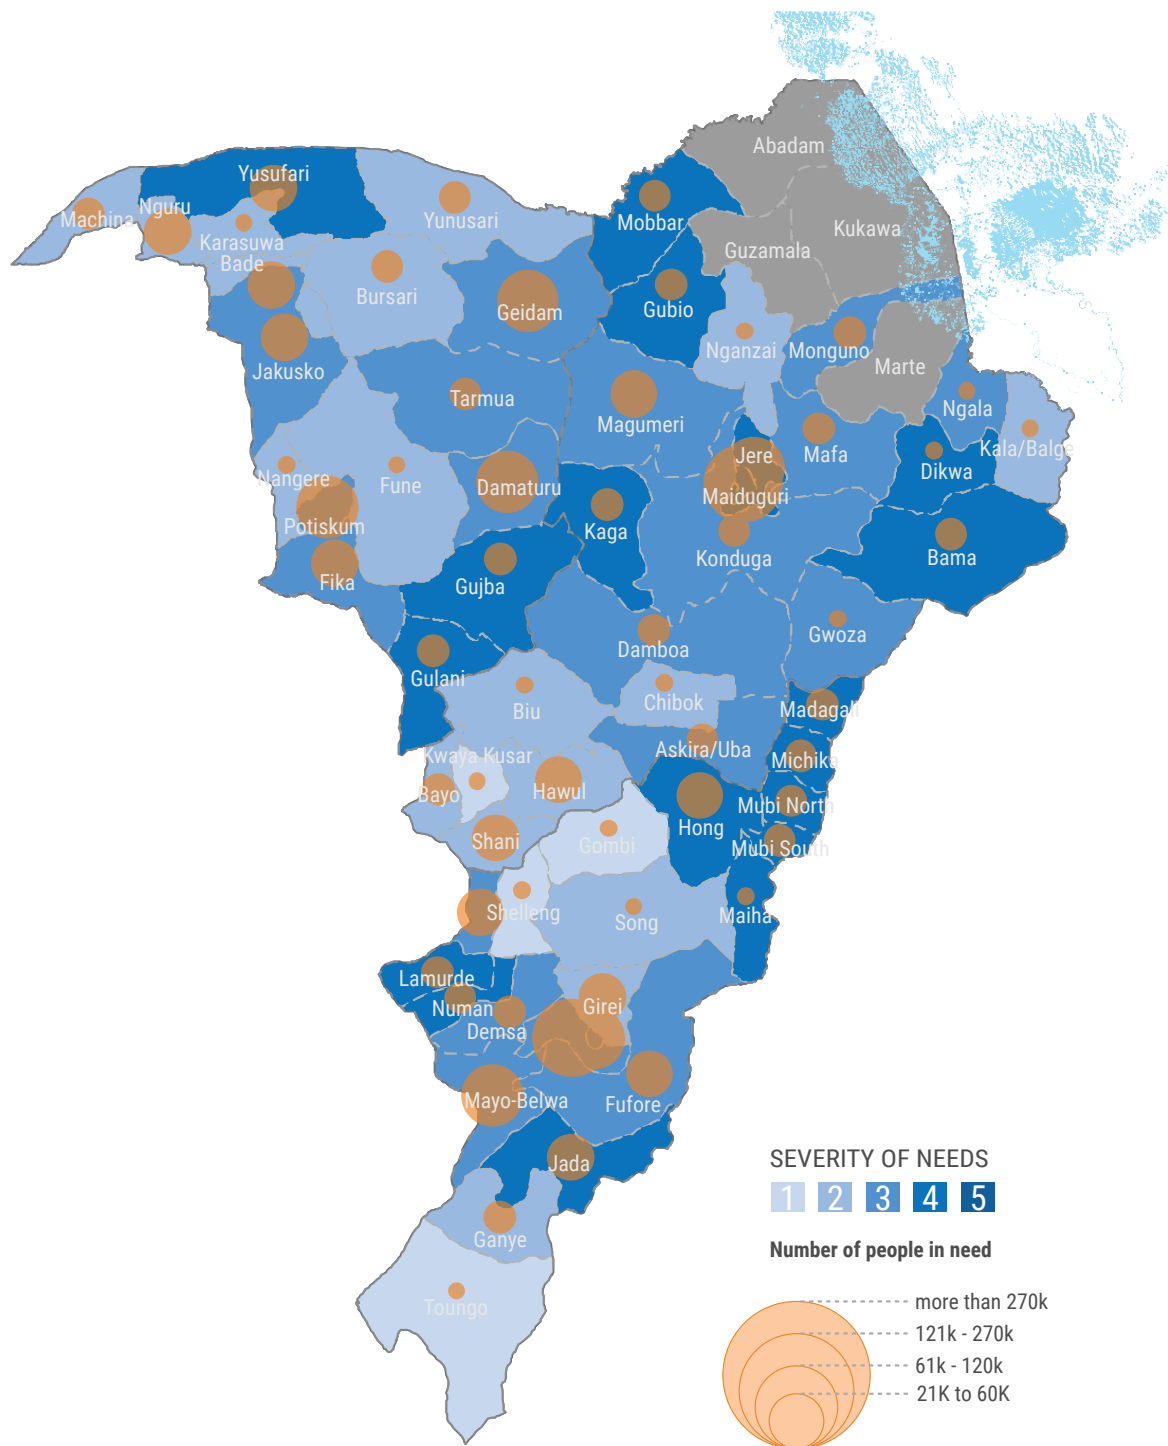 Abadam
Yusufari
Nguru
Machina
Yunusari
Mobbar
Kukawa
Karasuwa
Guzamala
Bade
Bursari
Gubio
Geidam
Nganzai
Monguno
Marte
Jakusko
Tarmua
Magumeri
Ngala
Jere
Mafa
Kala/Balge
Nangere
Fune
Damaturu
Dikwa
Maiduguri
Potiskum
Kaga
Konduga
Bama
Fika
Gujba
Gwoza
Damboa
Gulani
Chibok
Biu
Madagali
Kwaya Kusar
Askira/Uba
Michika
Bayo
Hawul
Mubi North
Hong
Shani
Gombi
Mubi South
Shelleng
Song
Maiha
Lamurde
Numan
Girei
Demsa
Mayo-Belwa
Fufore
Jada
Ganye
Toungo
SEVERITY OF NEEDS
1 2 3 4 5
Number of people in need
more than 270k
121k - 270k
61k - 120k
21K to 60K